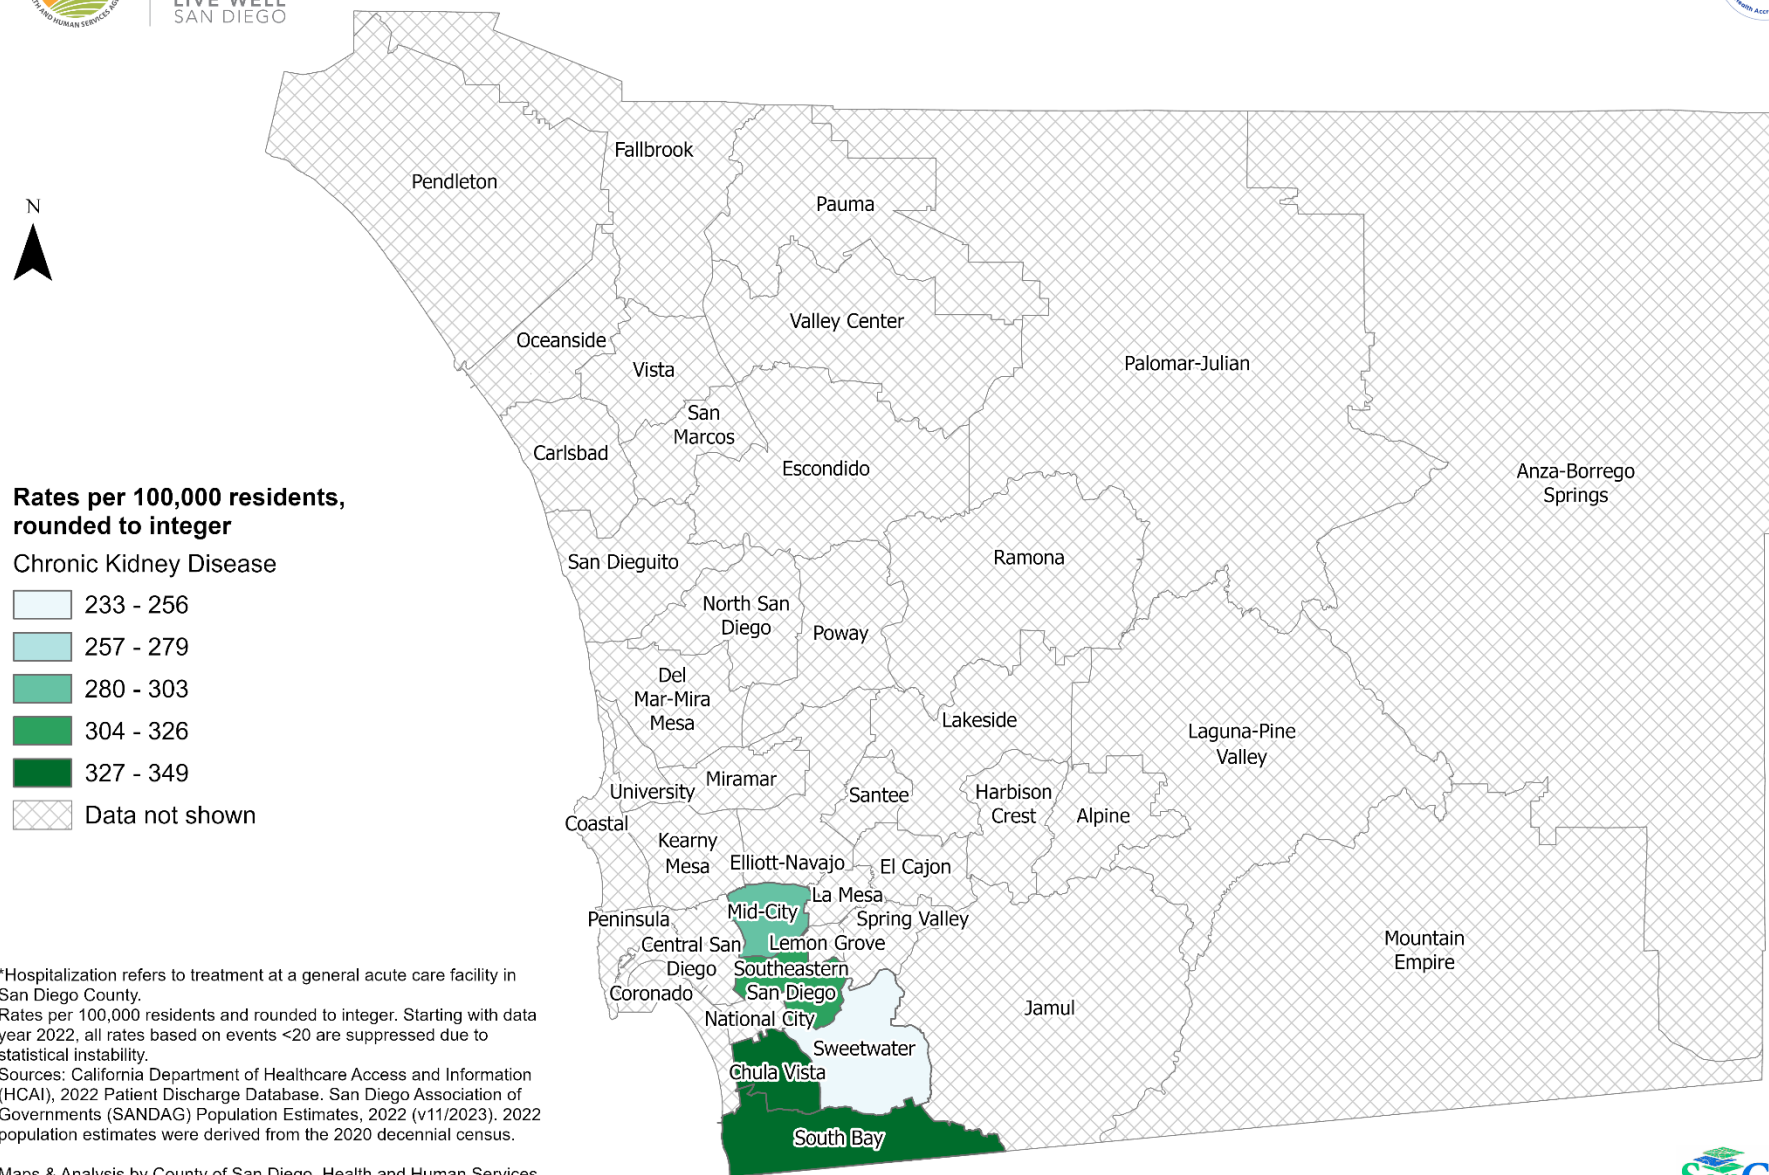 LIVE WELL
SAN DIEGO
N
Fallbrook
Pendleton
Pauma
Valley Center
Oceanside
Vista
Palomar-Julian
San
Marcos
Carlsbad
Escondido
Anza-Borrego
Springs
Rates per 100,000 residents,
rounded to integer
Chronic Kidney Disease
233 - 256
257 - 279
280 - 303
304 - 326
327 - 349
Data not shown
San Dieguito
Ramona
North San
Diego
Poway
Del
Mar-Mira
Mesa
Lakeside
Laguna-Pine
Valley
Miramar
University
Santee
Harbison
Crest
Alpine
Coastal
Kearny
Mesa
Elliott-Navajo
El Cajon
La Mesa
Mid-City
Peninsula
Spring Valley
Central San
Diego
Lemon Grove
Mountain
Empire
Southeastern
San Diego
Coronado
Jamul
National City
Sweetwater
Chula Vista
South Bay
*Hospitalization refers to treatment at a general acute care facility in
San Diego County.
Rates per 100,000 residents and rounded to integer. Starting with data
year 2022, all rates based on events <20 are suppressed due to
statistical instability.
Sources: California Department of Healthcare Access and Information
(HCAI), 2022 Patient Discharge Database. San Diego Association of
Governments (SANDAG) Population Estimates, 2022 (v11/2023). 2022
population estimates were derived from the 2020 decennial census.
Maps & Analysis by County of San Diego, Health and Human Services